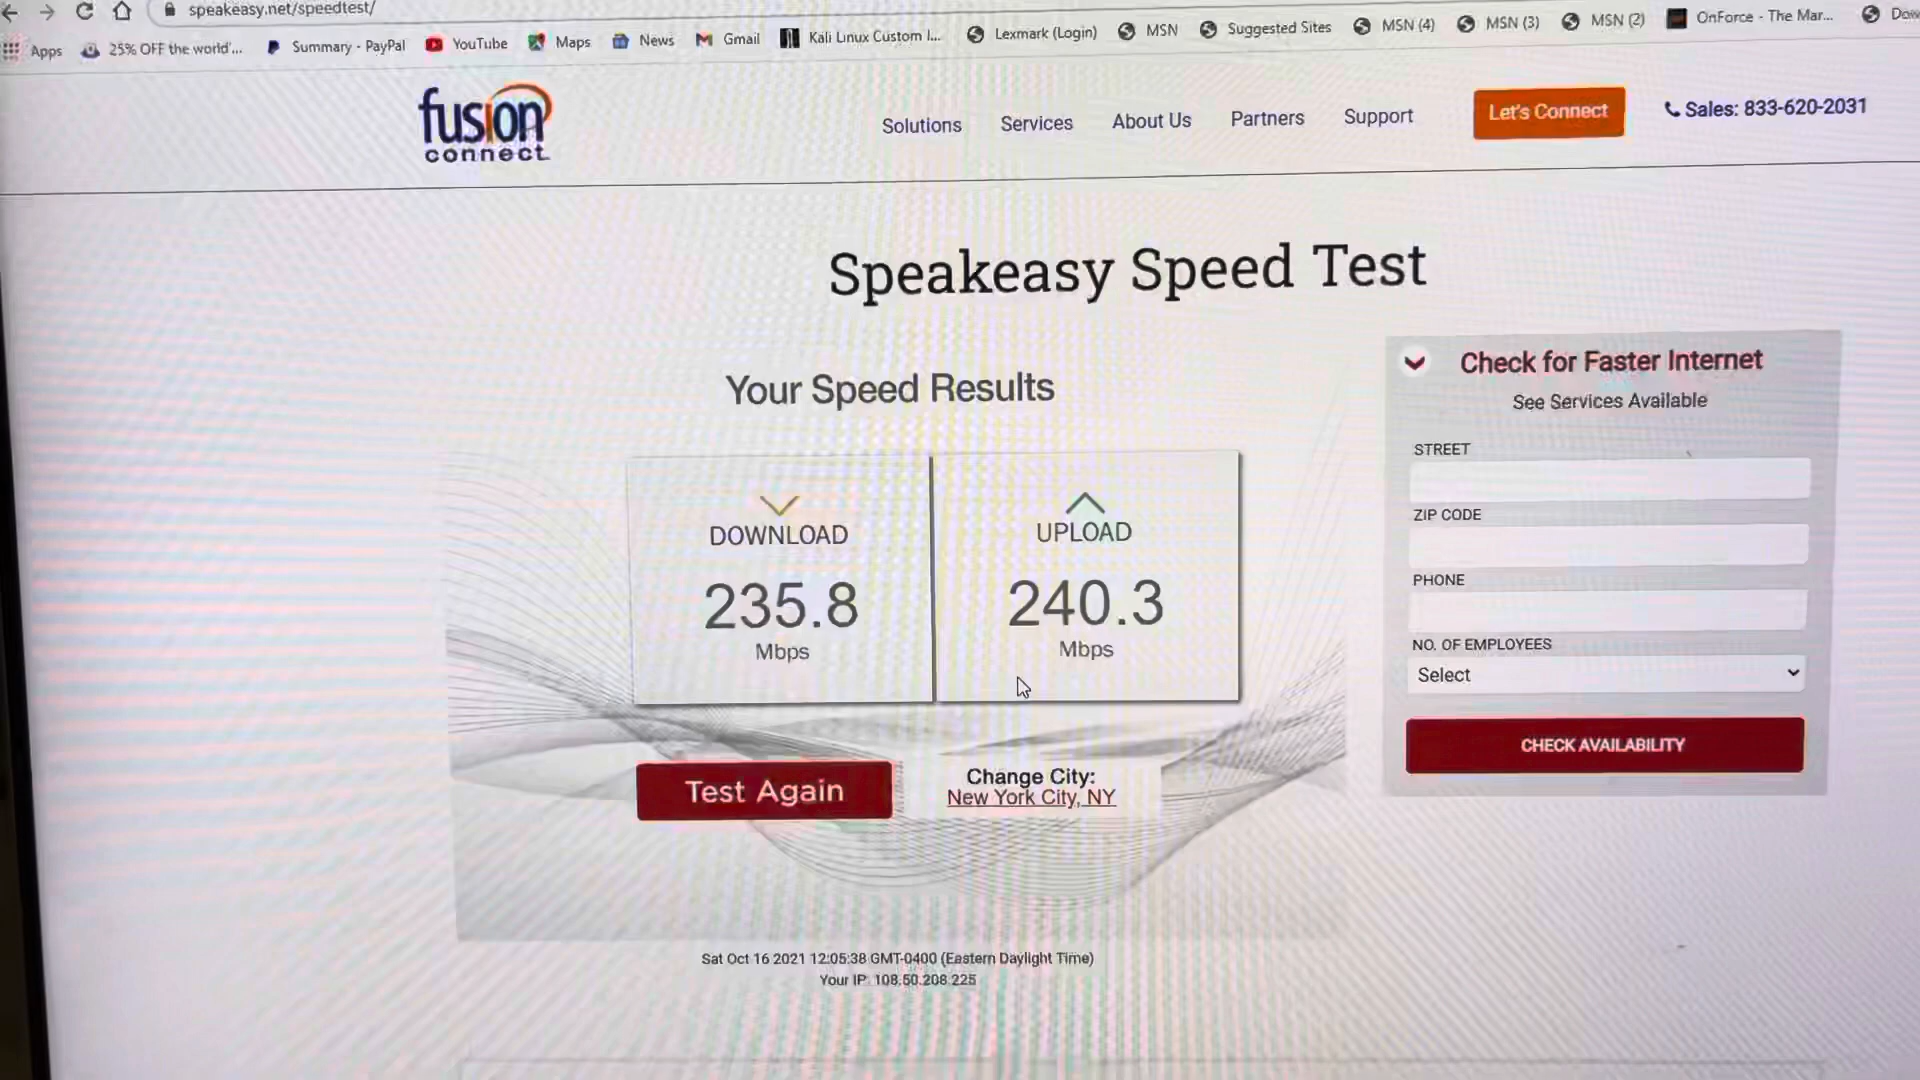 speakeasy.net/speedtest/
Apps 25% OFF the world'... Summary - PayPal YouTube Maps News Gmail Kali Linux Custom I... Lexmark (Login) MSN Suggested Sites MSN (4) MSN (3) MSN (2) OnForce - The Mar...
fusion
connect
Solutions Services About Us Partners Support Let's Connect Sales: 833-620-2031
Speakeasy Speed Test
Your Speed Results
DOWNLOAD UPLOAD
235.8 240.3
Mbps Mbps
Test Again
Change City:
New York City, NY
Sat Oct 16 2021 12:05:38 GMT-0400 (Eastern Daylight Time)
Your IP: 108.50.208.225
Check for Faster Internet
See Services Available
STREET
ZIP CODE
PHONE
NO. OF EMPLOYEES
Select
CHECK AVAILABILITY